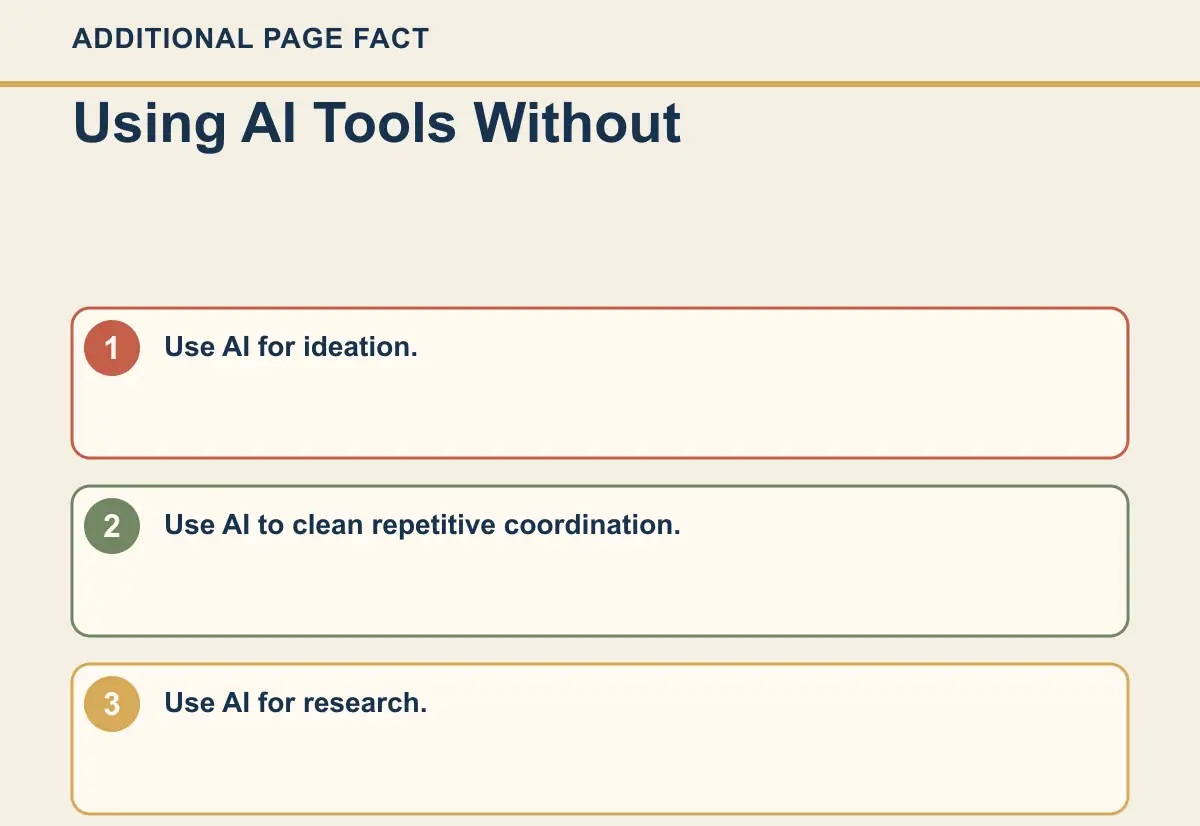 ADDITIONAL PAGE FACT
Using AI Tools Without
1
Use AI for ideation.
2
Use AI to clean repetitive coordination.
3
Use AI for research.